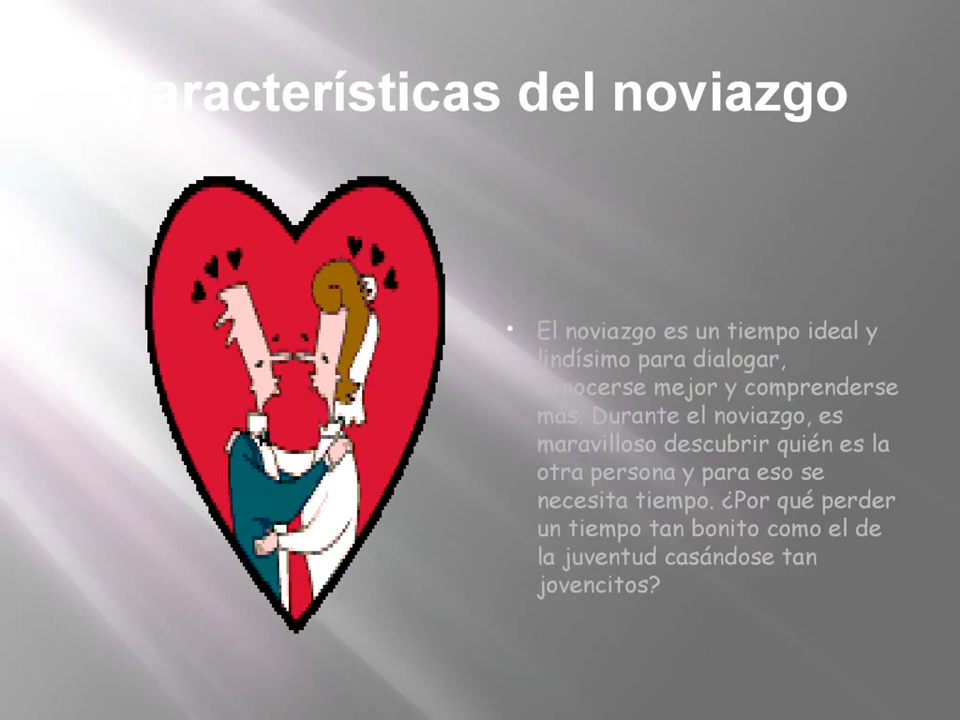 Características del noviazgo
• El noviazgo es un tiempo ideal y
lindísimo para dialogar,
conocerse mejor y comprenderse
más. Durante el noviazgo, es
maravilloso descubrir quién es la
otra persona y para eso se
necesita tiempo. ¿Por qué perder
un tiempo tan bonito como el de
la juventud casándose tan
jovencitos?